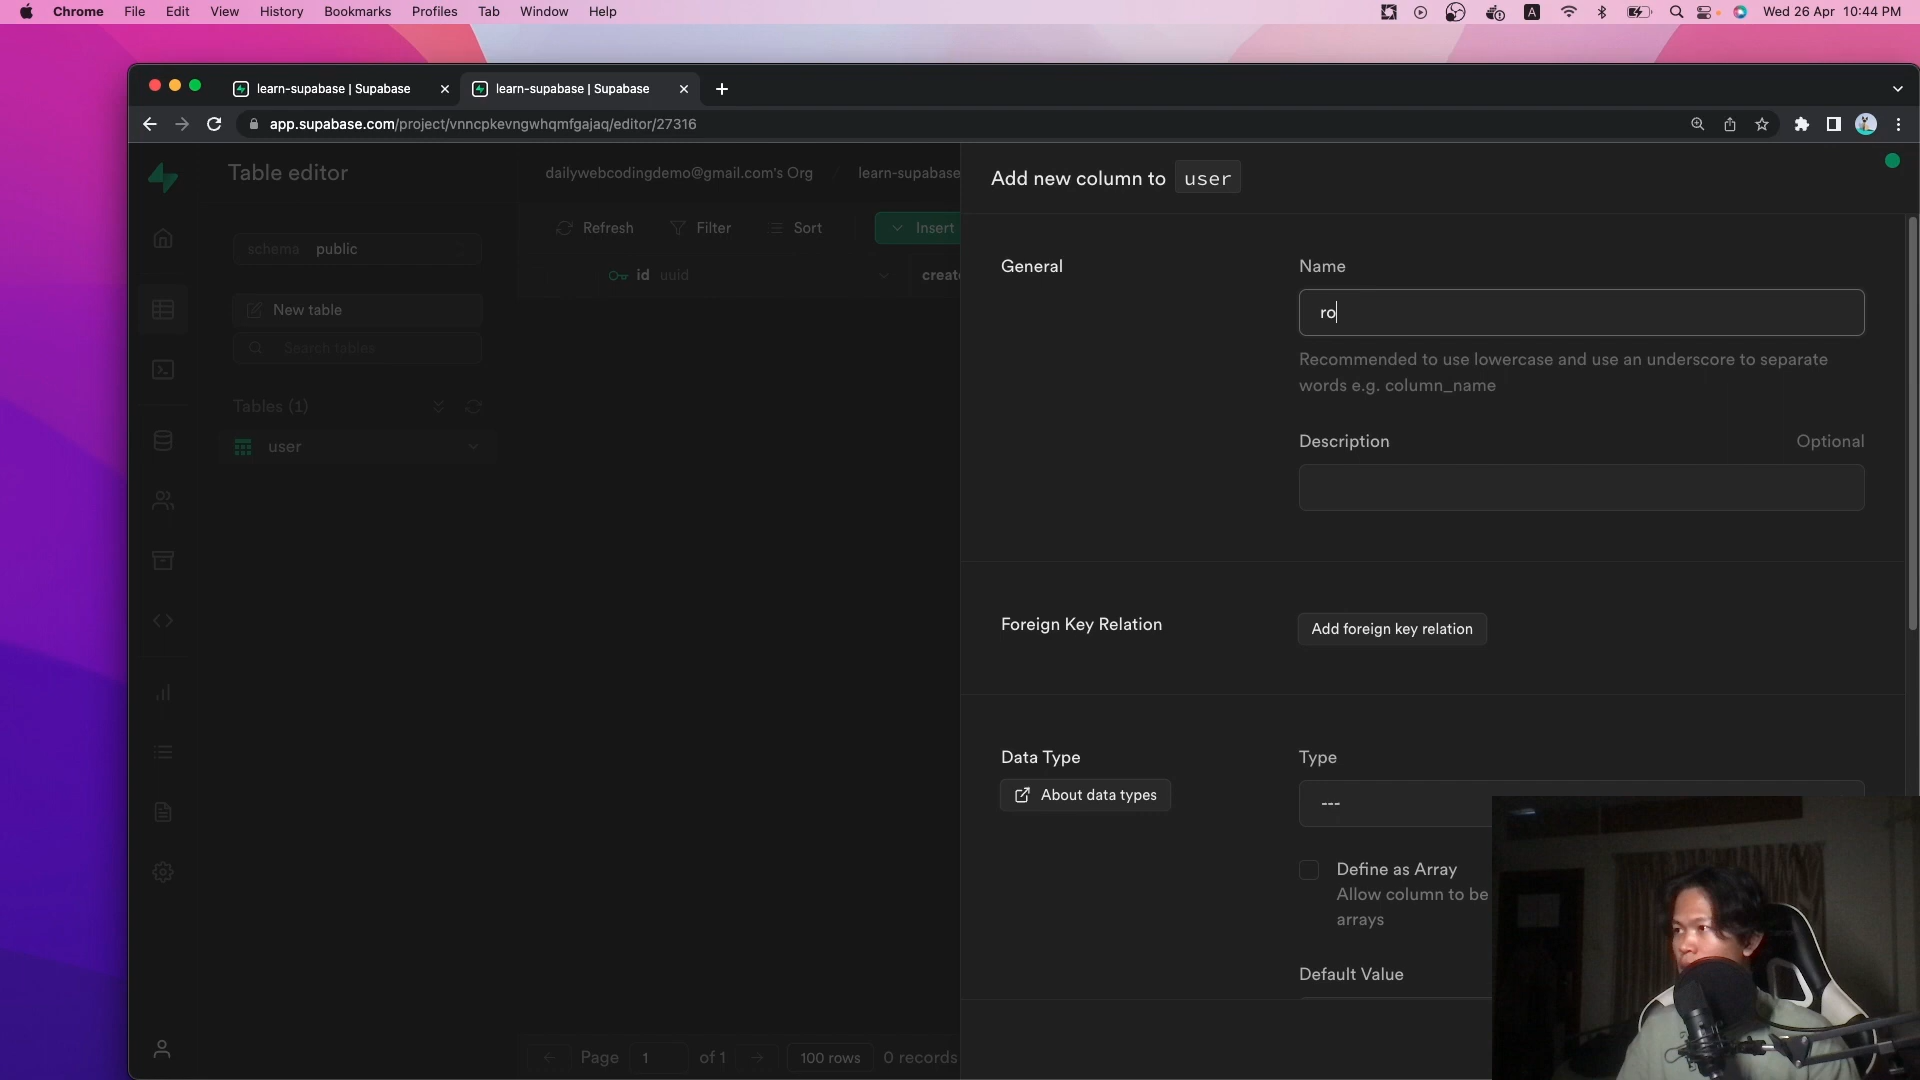 Chrome File Edit View History Bookmarks Profiles Tab Window Help
A
Wed 26 Apr 10:44 PM
learn-supabase | Supabase
learn-supabase | Supabase
app.supabase.com/project/vnncpkevngwhqmfgajaq/editor/27316
Table editor
dailywebcodingdemo@gmail.com's Org / learn-supabase
Add new column to user
schema public
Refresh Filter Sort Insert
id uuid
create
New table
Search tables
Tables (1)
user
General
Name
ro
Recommended to use lowercase and use an underscore to separate
words e.g. column_name
Description Optional
Foreign Key Relation
Add foreign key relation
Data Type
About data types
Type
---
Define as Array
Allow column to be
arrays
Default Value
Page 1 of 1 100 rows 0 records